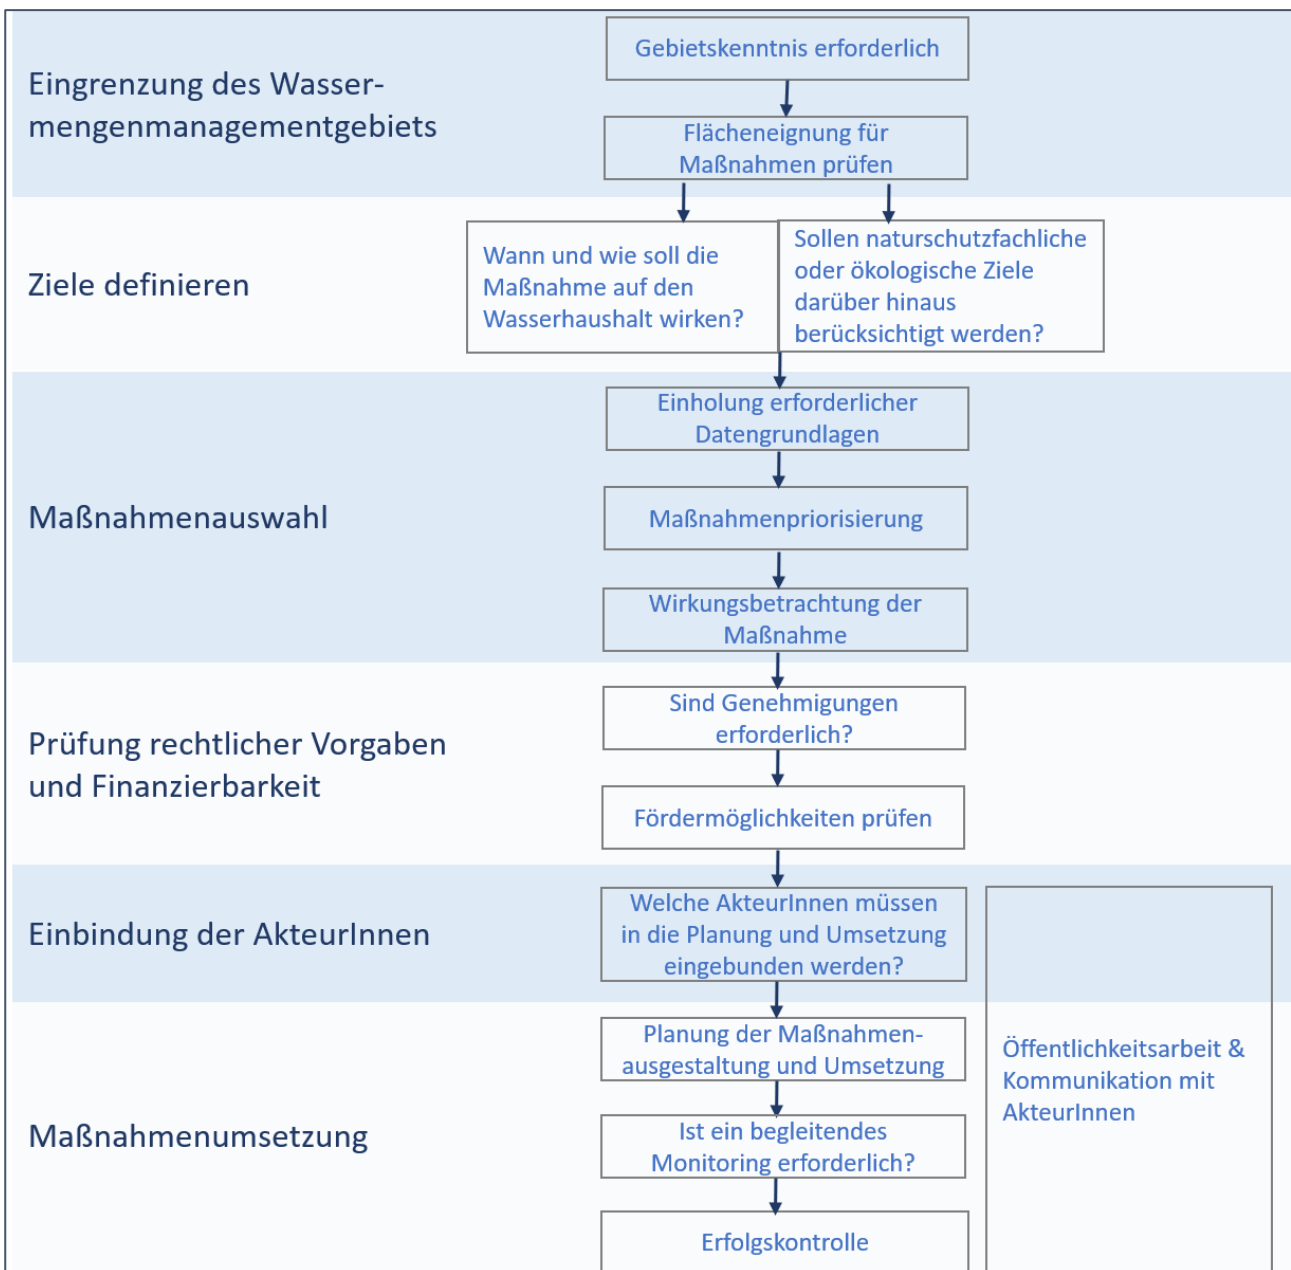 Gebietskenntnis erforderlich
Eingrenzung des Wasser-
mengenmanagementgebiets
Flächeneignung für
Maßnahmen prüfen
Ziele definieren
Wann und wie soll die
Maßnahme auf den
Wasserhaushalt wirken?
Sollen naturschutzfachliche
oder ökologische Ziele
darüber hinaus
berücksichtigt werden?
Maßnahmenauswahl
Einholung erforderlicher
Datengrundlagen
Maßnahmenpriorisierung
Wirkungsbetrachtung der
Maßnahme
Prüfung rechtlicher Vorgaben
und Finanzierbarkeit
Sind Genehmigungen
erforderlich?
Fördermöglichkeiten prüfen
Einbindung der AkteurInnen
Welche AkteurInnen müssen
in die Planung und Umsetzung
eingebunden werden?
Maßnahmenumsetzung
Planung der Maßnahmen-
ausgestaltung und Umsetzung
Ist ein begleitendes
Monitoring erforderlich?
Erfolgskontrolle
Öffentlichkeitsarbeit &
Kommunikation mit
AkteurInnen